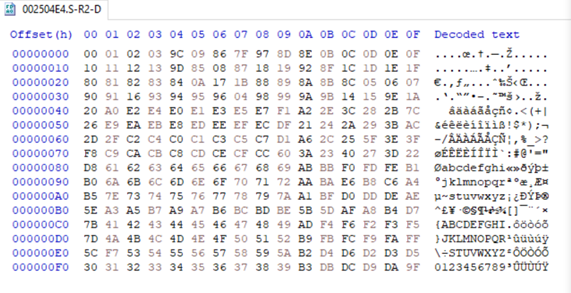 002504E4.S-R2-D
Offset(h) 00 01 02 03 04 05 06 07 08 09 0A 0B 0C 0D 0E 0F Decoded text
00000000 00 01 02 03 9C 09 86 7F 97 8D 8E 0B 0C 0D 0E 0F ....œ.†.—.Ž.....
00000010 10 11 12 13 9D 85 08 87 18 19 92 8F 1C 1D 1E 1F .....….‡..’.....
00000020 80 81 82 83 84 0A 17 1B 88 89 8A 8B 8C 05 06 07 €.‚ƒ„...ˆ‰Š‹Œ...
00000030 90 91 16 93 94 95 96 04 98 99 9A 9B 14 15 9E 1A .‘.“”•–.˜™š›..ž.
00000040 20 A0 E2 E4 E0 E1 E3 E5 E7 F1 A2 2E 3C 28 2B 7C   âäàáãåçñ¢.<(+|
00000050 26 E9 EA EB E8 ED EE EF EC DF 21 24 2A 29 3B AC &éêëèíîïìß!$*);¬
00000060 2D 2F C2 C4 C0 C1 C3 C5 C7 D1 A6 2C 25 5F 3E 3F -/ÂÄÀÁÃÅÇÑ¦,%_>?
00000070 F8 C9 CA CB C8 CD CE CF CC 60 3A 23 40 27 3D 22 øÉÊËÈÍÎÏÌ`:#@'="
00000080 D8 61 62 63 64 65 66 67 68 69 AB BB F0 FD FE B1 Øabcdefghi«»ðýþ±
00000090 B0 6A 6B 6C 6D 6E 6F 70 71 72 AA BA E6 B8 C6 A4 °jklmnopqrªºæ¸Æ¤
000000A0 B5 7E 73 74 75 76 77 78 79 7A A1 BF D0 DD DE AE µ~stuvwxyz¡¿ÐÝÞ®
000000B0 5E A3 A5 B7 A9 A7 B6 BC BD BE 5B 5D AF A8 B4 D7 ^£¥·©§¶¼½¾[]¯¨´×
000000C0 7B 41 42 43 44 45 46 47 48 49 AD F4 F6 F2 F3 F5 {ABCDEFGHI.ôöòóõ
000000D0 7D 4A 4B 4C 4D 4E 4F 50 51 52 B9 FB FC F9 FA FF }JKLMNOPQR¹ûüùúÿ
000000E0 5C F7 53 54 55 56 57 58 59 5A B2 D4 D6 D2 D3 D5 \÷STUVWXYZ²ÔÖÒÓÕ
000000F0 30 31 32 33 34 35 36 37 38 39 B3 DB DC D9 DA 9F 0123456789³ÛÜÙÚŸ